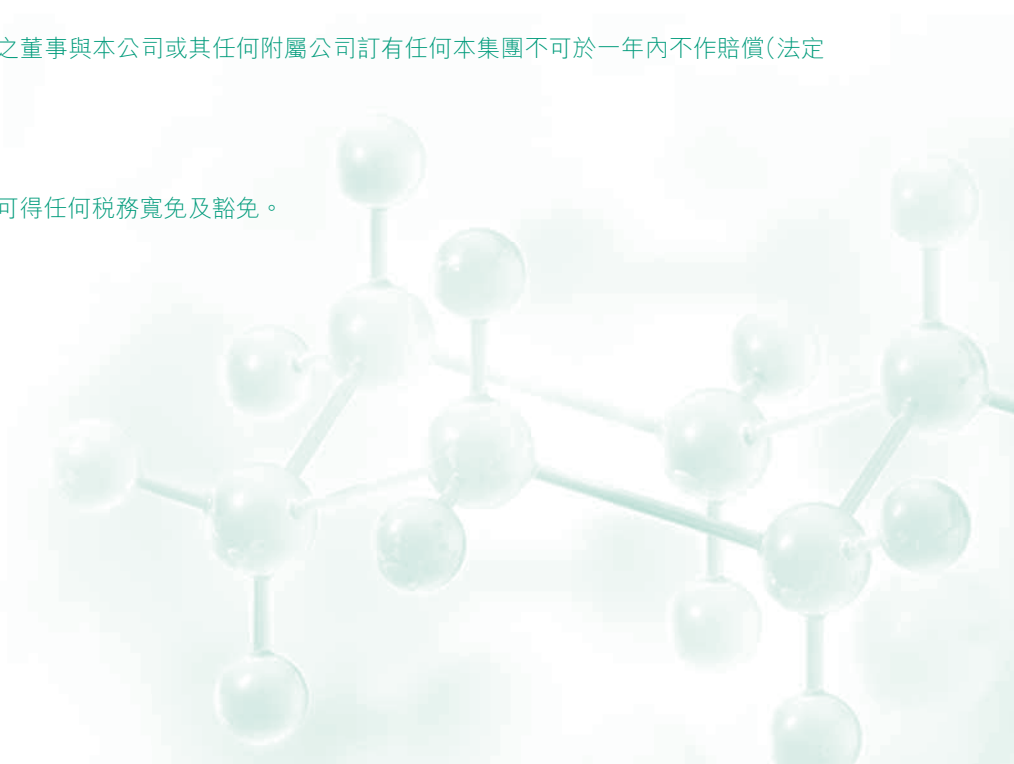 之董事與本公司或其任何附屬公司訂有任何本集團不可於一年內不作賠償(法定
可得任何税務寬免及豁免。